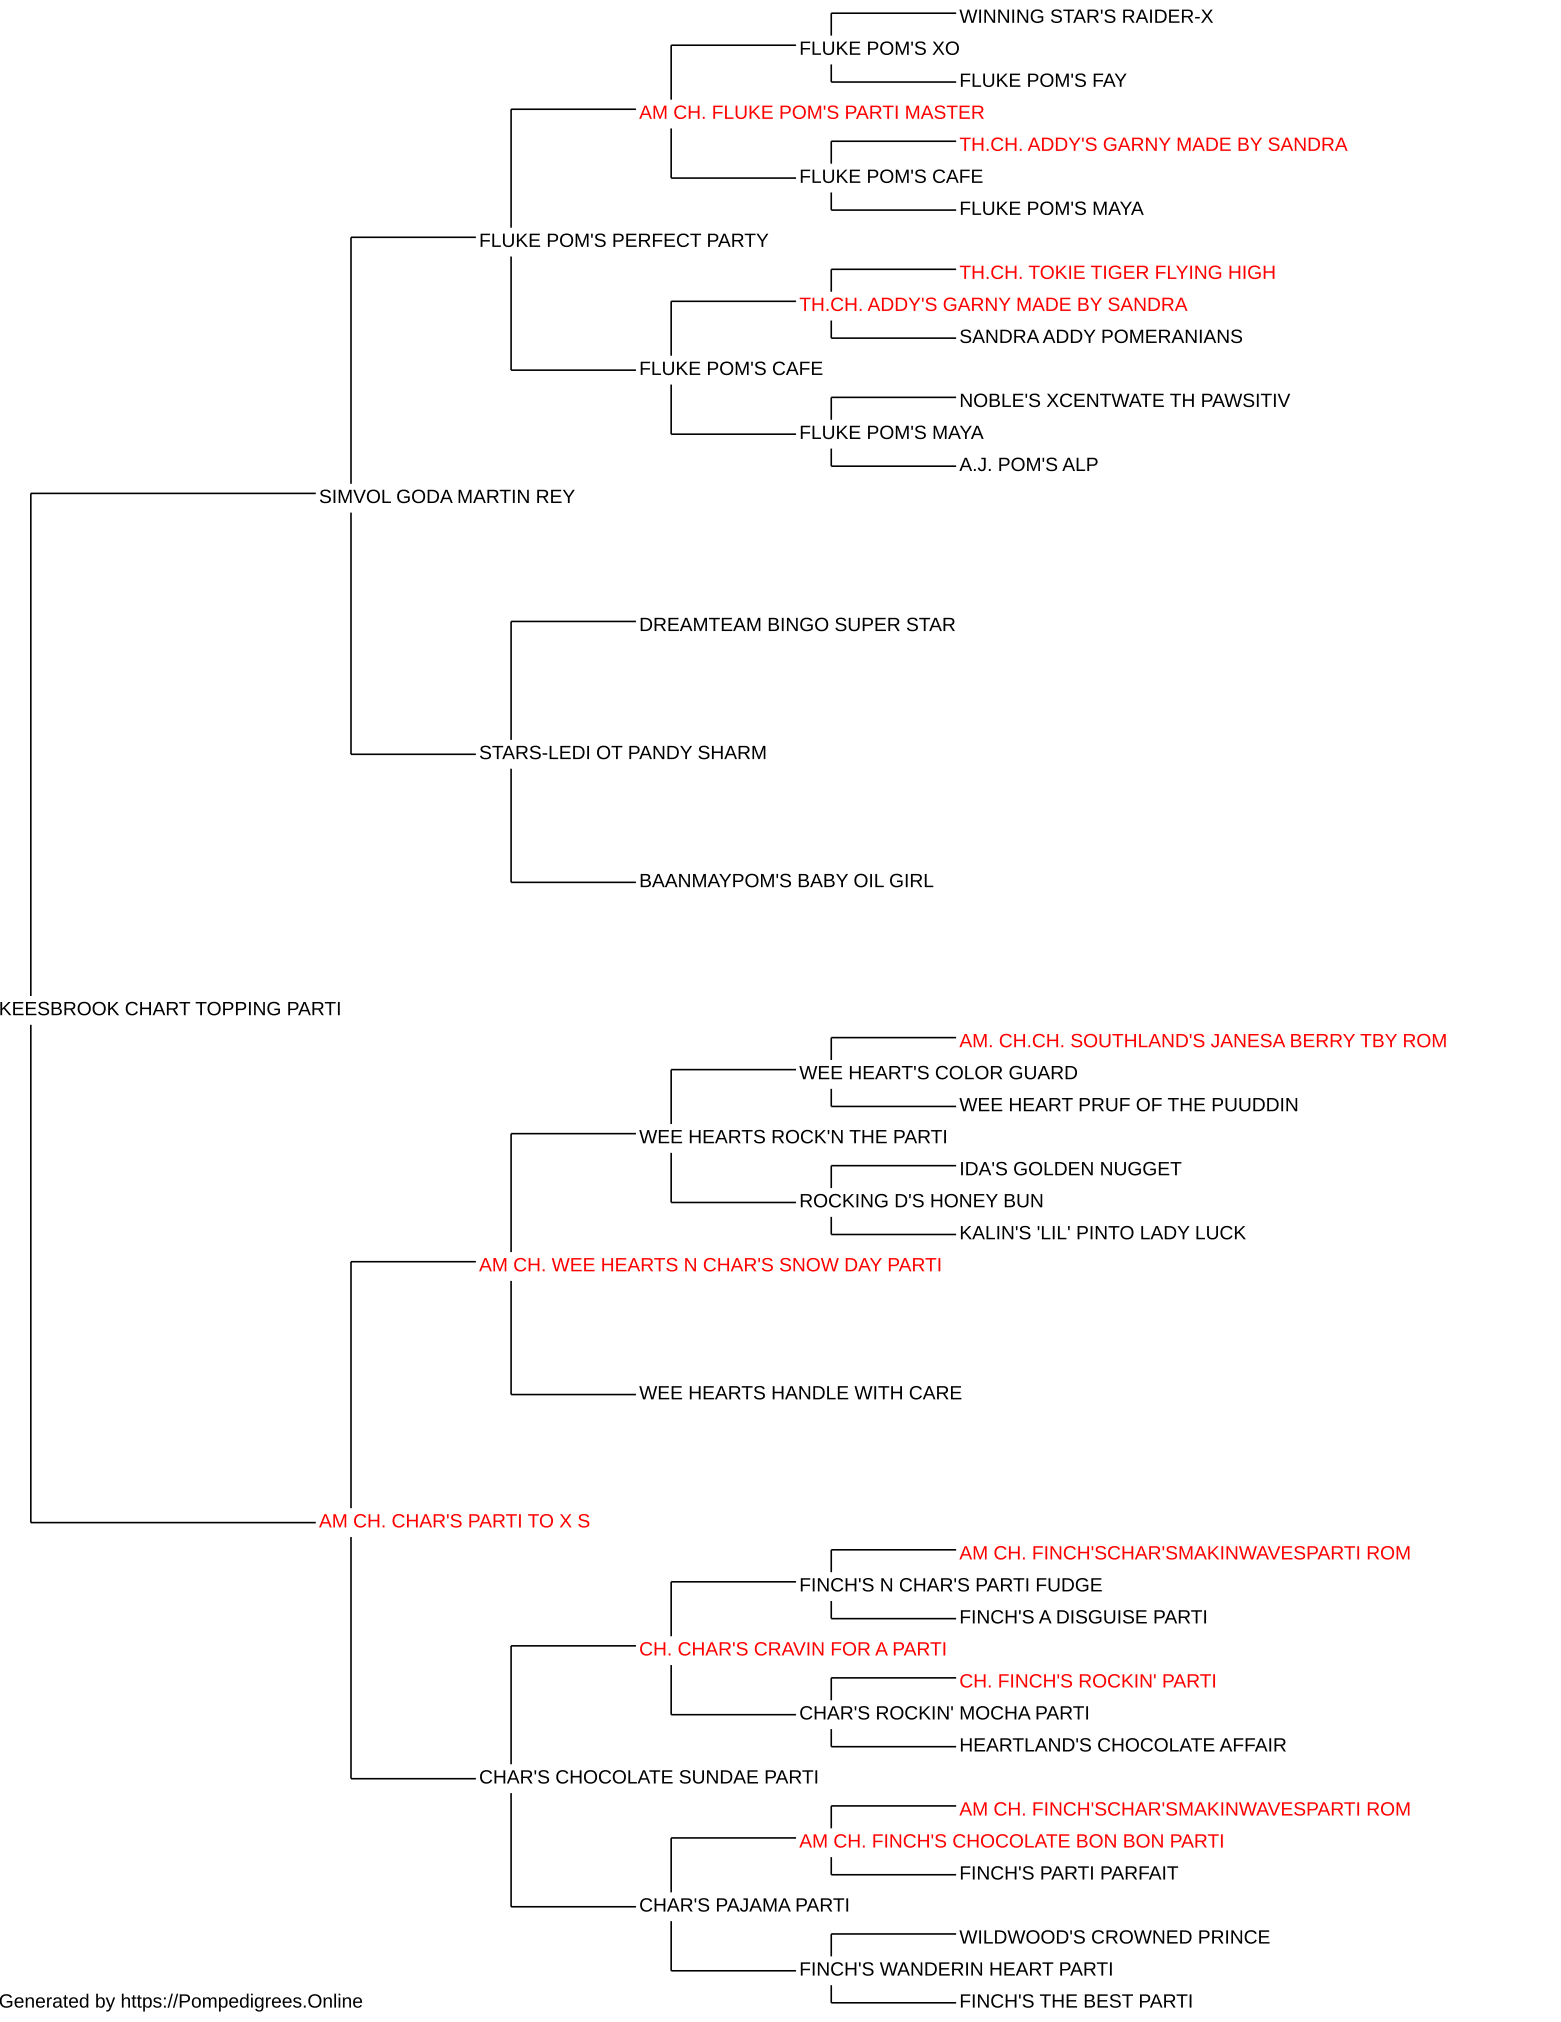 WINNING STAR'S RAIDER-X
FLUKE POM'S XO
FLUKE POM'S FAY
AM CH. FLUKE POM'S PARTI MASTER
TH.CH. ADDY'S GARNY MADE BY SANDRA
FLUKE POM'S CAFE
FLUKE POM'S MAYA
FLUKE POM'S PERFECT PARTY
TH.CH. TOKIE TIGER FLYING HIGH
TH.CH. ADDY'S GARNY MADE BY SANDRA
SANDRA ADDY POMERANIANS
FLUKE POM'S CAFE
NOBLE'S XCENTWATE TH PAWSITIV
FLUKE POM'S MAYA
A.J. POM'S ALP
SIMVOL GODA MARTIN REY
DREAMTEAM BINGO SUPER STAR
STARS-LEDI OT PANDY SHARM
BAANMAYPOM'S BABY OIL GIRL
KEESBROOK CHART TOPPING PARTI
AM. CH.CH. SOUTHLAND'S JANESA BERRY TBY ROM
WEE HEART'S COLOR GUARD
WEE HEART PRUF OF THE PUUDDIN
WEE HEARTS ROCK'N THE PARTI
IDA'S GOLDEN NUGGET
ROCKING D'S HONEY BUN
KALIN'S 'LIL' PINTO LADY LUCK
AM CH. WEE HEARTS N CHAR'S SNOW DAY PARTI
WEE HEARTS HANDLE WITH CARE
AM CH. CHAR'S PARTI TO X S
AM CH. FINCH'SCHAR'SMAKINWAVESPARTI ROM
FINCH'S N CHAR'S PARTI FUDGE
FINCH'S A DISGUISE PARTI
CH. CHAR'S CRAVIN FOR A PARTI
CH. FINCH'S ROCKIN' PARTI
CHAR'S ROCKIN' MOCHA PARTI
HEARTLAND'S CHOCOLATE AFFAIR
CHAR'S CHOCOLATE SUNDAE PARTI
AM CH. FINCH'SCHAR'SMAKINWAVESPARTI ROM
AM CH. FINCH'S CHOCOLATE BON BON PARTI
FINCH'S PARTI PARFAIT
CHAR'S PAJAMA PARTI
WILDWOOD'S CROWNED PRINCE
FINCH'S WANDERIN HEART PARTI
FINCH'S THE BEST PARTI
Generated by https://Pompedigrees.Online